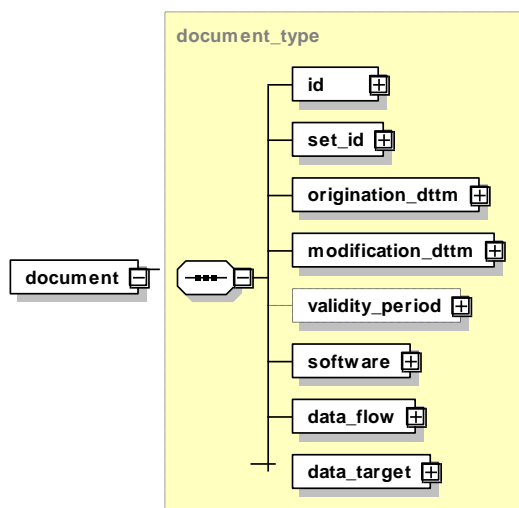 document_type
id
set_id
origination_dttm
modification_dttm
document
validity_period
software
data_flow
data_target